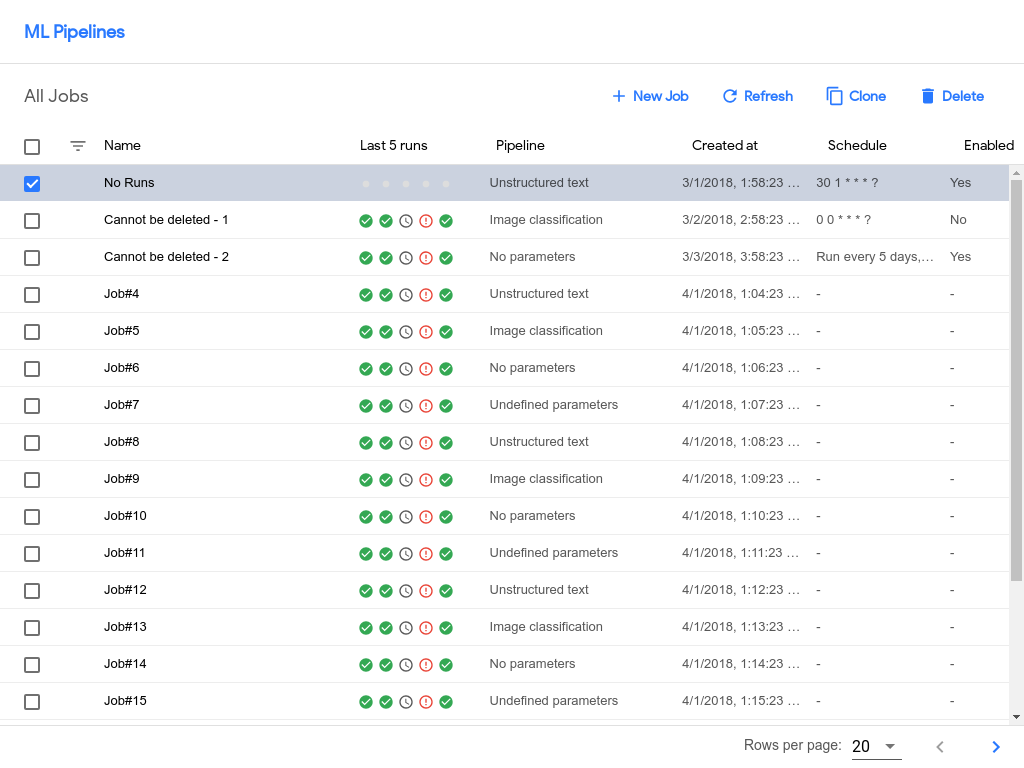 ML Pipelines
All Jobs New Job Refresh Clone Delete
Name Last 5 runs Pipeline Created at Schedule Enabled
No Runs Unstructured text 3/1/2018, 1:58:23 … 30 1 * * * ? Yes
Cannot be deleted - 1 Image classification 3/2/2018, 2:58:23 … 0 0 * * * ? No
Cannot be deleted - 2 No parameters 3/3/2018, 3:58:23 … Run every 5 days,… Yes
Job#4 Unstructured text 4/1/2018, 1:04:23 … - -
Job#5 Image classification 4/1/2018, 1:05:23 … - -
Job#6 No parameters 4/1/2018, 1:06:23 … - -
Job#7 Undefined parameters 4/1/2018, 1:07:23 … - -
Job#8 Unstructured text 4/1/2018, 1:08:23 … - -
Job#9 Image classification 4/1/2018, 1:09:23 … - -
Job#10 No parameters 4/1/2018, 1:10:23 … - -
Job#11 Undefined parameters 4/1/2018, 1:11:23 … - -
Job#12 Unstructured text 4/1/2018, 1:12:23 … - -
Job#13 Image classification 4/1/2018, 1:13:23 … - -
Job#14 No parameters 4/1/2018, 1:14:23 … - -
Job#15 Undefined parameters 4/1/2018, 1:15:23 … - -
Rows per page: 20